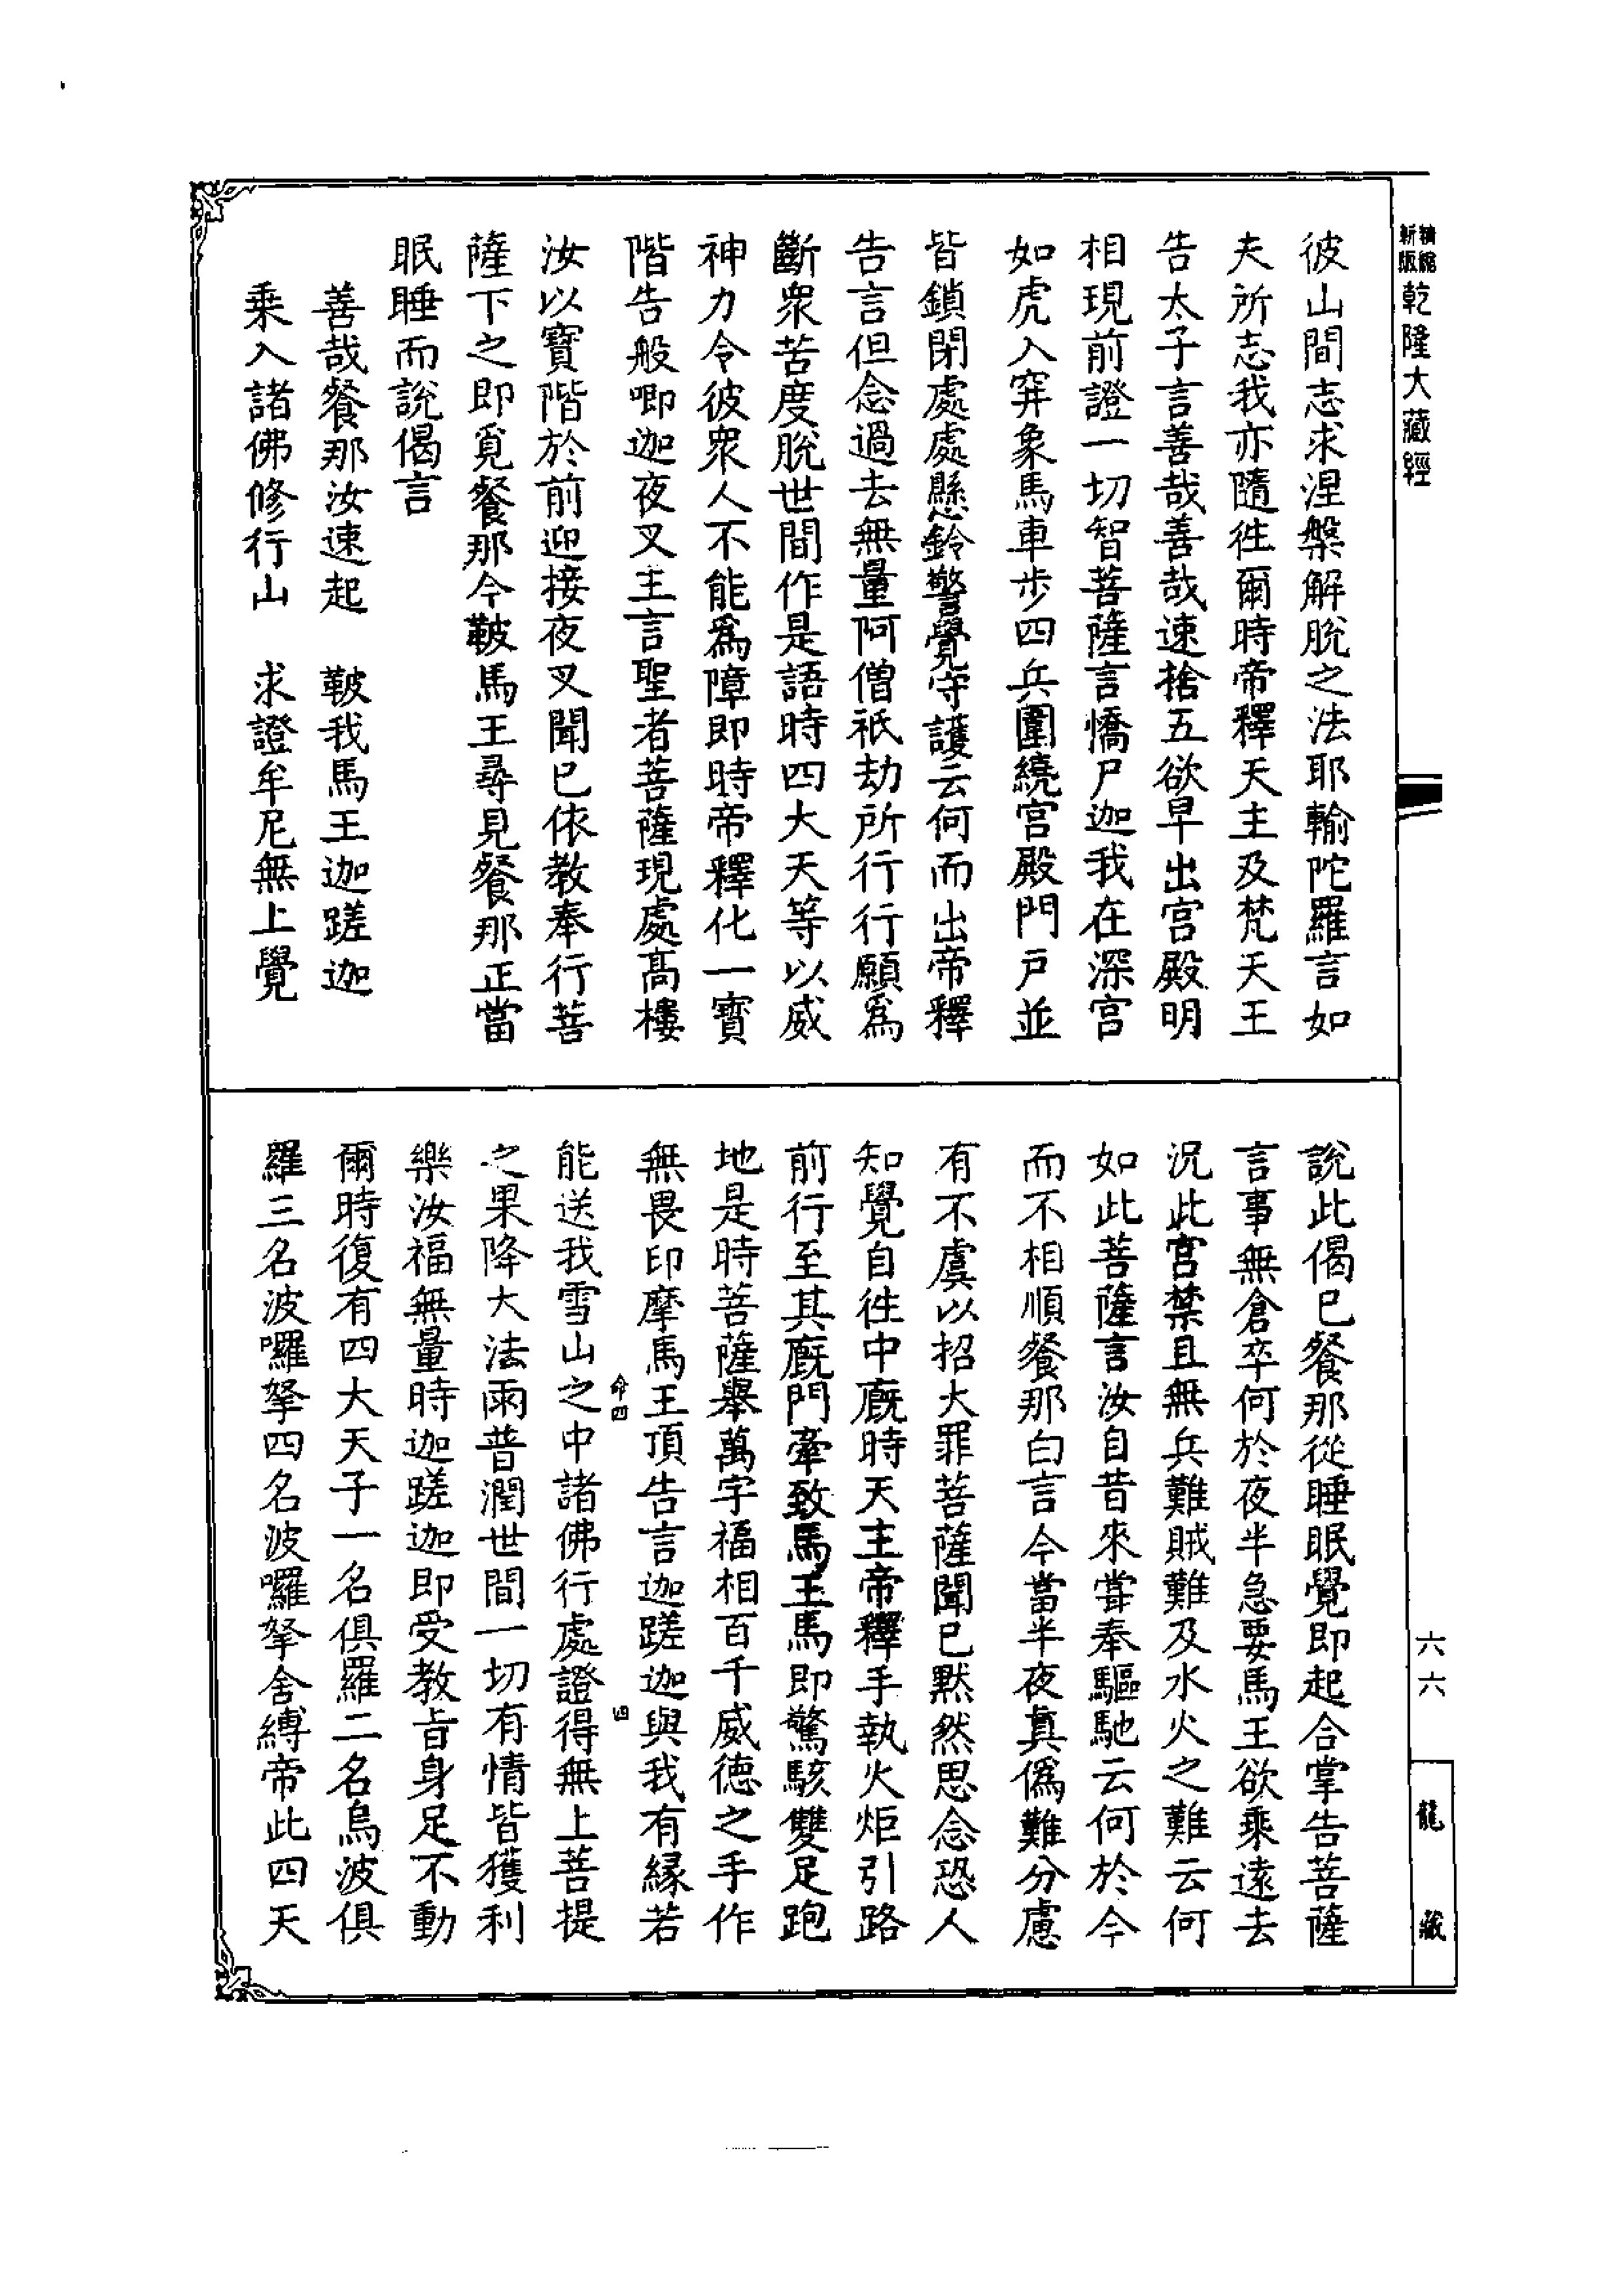 精縮新版乾隆大藏經
彼山間志求涅槃解脫之法耶輸陀羅言如
夫所志我亦隨徃爾時帝釋天主及梵天王
告太子言善哉善哉速捨五欲早出宫殿明
相現前證一切智菩薩言憍尸迦我在深宫
如虎入穽象馬車步四兵圍繞宫殿門戸並
皆鎖閉處處懸鈴警覺守護云何而出帝釋
告言但念過去無量阿僧祇劫所行行願爲
斷衆苦度脫世間作是語時四大天等以威
神力令彼衆人不能爲障即時帝釋化一寳
階告般唧迦夜叉主言聖者菩薩現處髙樓
汝以寳階於前迎接夜叉聞已依教奉行菩
薩下之即覓餐那令鞁馬王尋見餐那正當
眠睡而說偈言
善哉餐那汝速起　鞁我馬王迦蹉迦
乘入諸佛修行山　求證牟尼無上覺
說此偈已餐那從睡眠覺即起合掌告菩薩
言事無倉卒何於夜半急要馬王欲乘遠去
況此宫禁且無兵難賊難及水火之難云何
如此菩薩言汝自昔來甞奉驅馳云何於今
而不相順餐那白言今當半夜真僞難分慮
有不虞以招大罪菩薩聞已黙然思念恐人
知覺自徃中廐時天主帝釋手執火炬引路
前行至其廐門牽致馬王馬即驚駭雙足跑
地是時菩薩舉萬字福相百千威德之手作
無畏印摩馬王頂告言迦蹉迦與我有縁若
命四　四
能送我雪山之中諸佛行處證得無上菩提
之果降大法雨普潤世間一切有情皆獲利
樂汝福無量時迦蹉迦即受教旨身足不動
爾時復有四大天子一名俱羅二名烏波俱
羅三名波囉拏四名波囉拏舍縛帝此四天
六六
龍藏